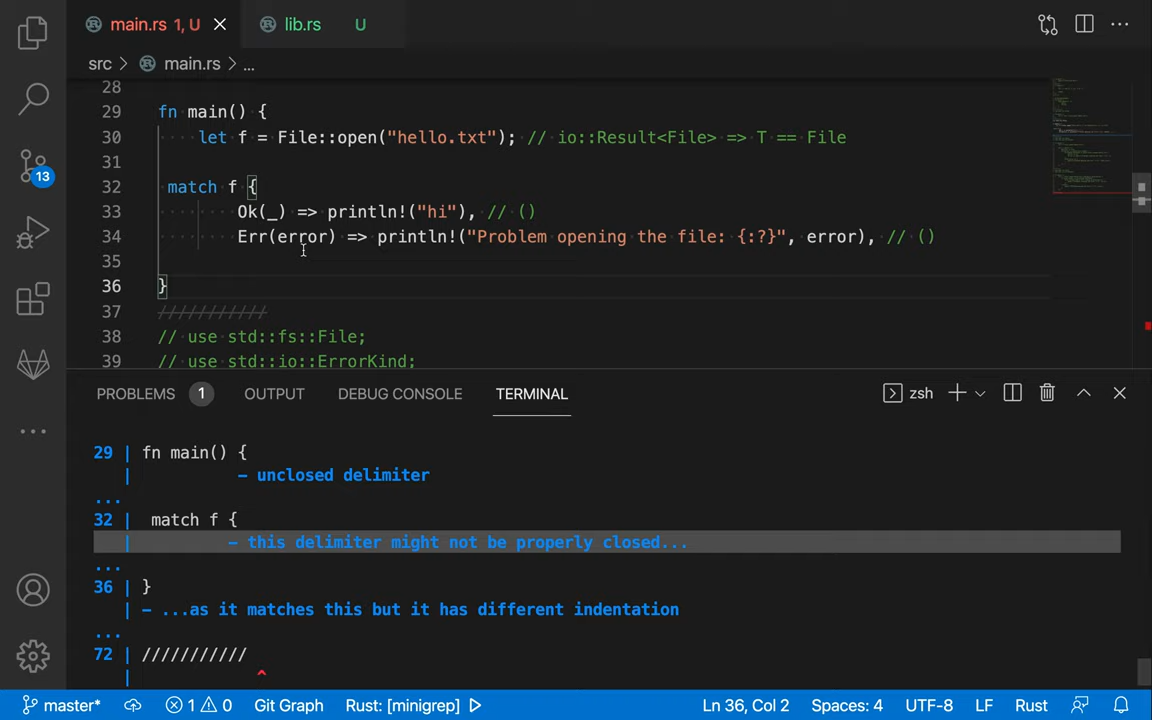 main.rs 1, U
lib.rs U
src > main.rs > ...
28
29 fn main() {
30 let f = File::open("hello.txt"); // io::Result<File> => T == File
31
32 match f {
33 Ok(_) => println!("hi"), // ()
34 Err(error) => println!("Problem opening the file: {:?}", error), // ()
35
36 }
37 ///////////
38 // use std::fs::File;
39 // use std::io::ErrorKind;
13
PROBLEMS 1 OUTPUT DEBUG CONSOLE TERMINAL zsh
29 | fn main() {
| - unclosed delimiter
...
32 | match f {
| - this delimiter might not be properly closed...
...
36 | }
| - ...as it matches this but it has different indentation
...
72 | ///////////
| ^
master* 1 0 Git Graph Rust: [minigrep] Ln 36, Col 2 Spaces: 4 UTF-8 LF Rust